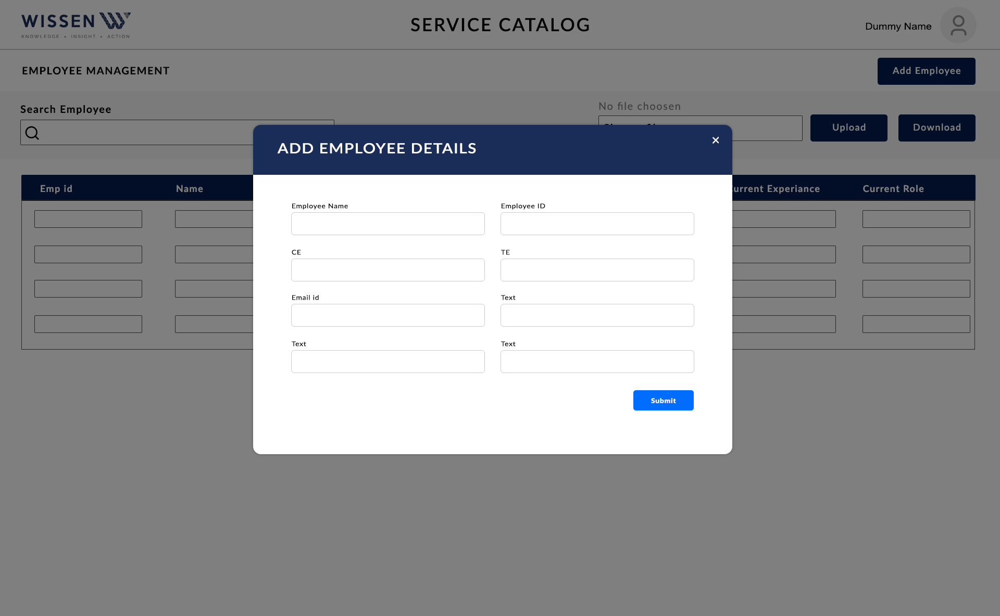 WISSEN
KNOWLEDGE • INSIGHT • ACTION
SERVICE CATALOG
Dummy Name
EMPLOYEE MANAGEMENT
Add Employee
Search Employee
No file choosen
Upload
Download
ADD EMPLOYEE DETAILS
Emp id
Name
urrent Experiance
Current Role
Employee Name
Employee ID
CE
TE
Email id
Text
Text
Text
Submit